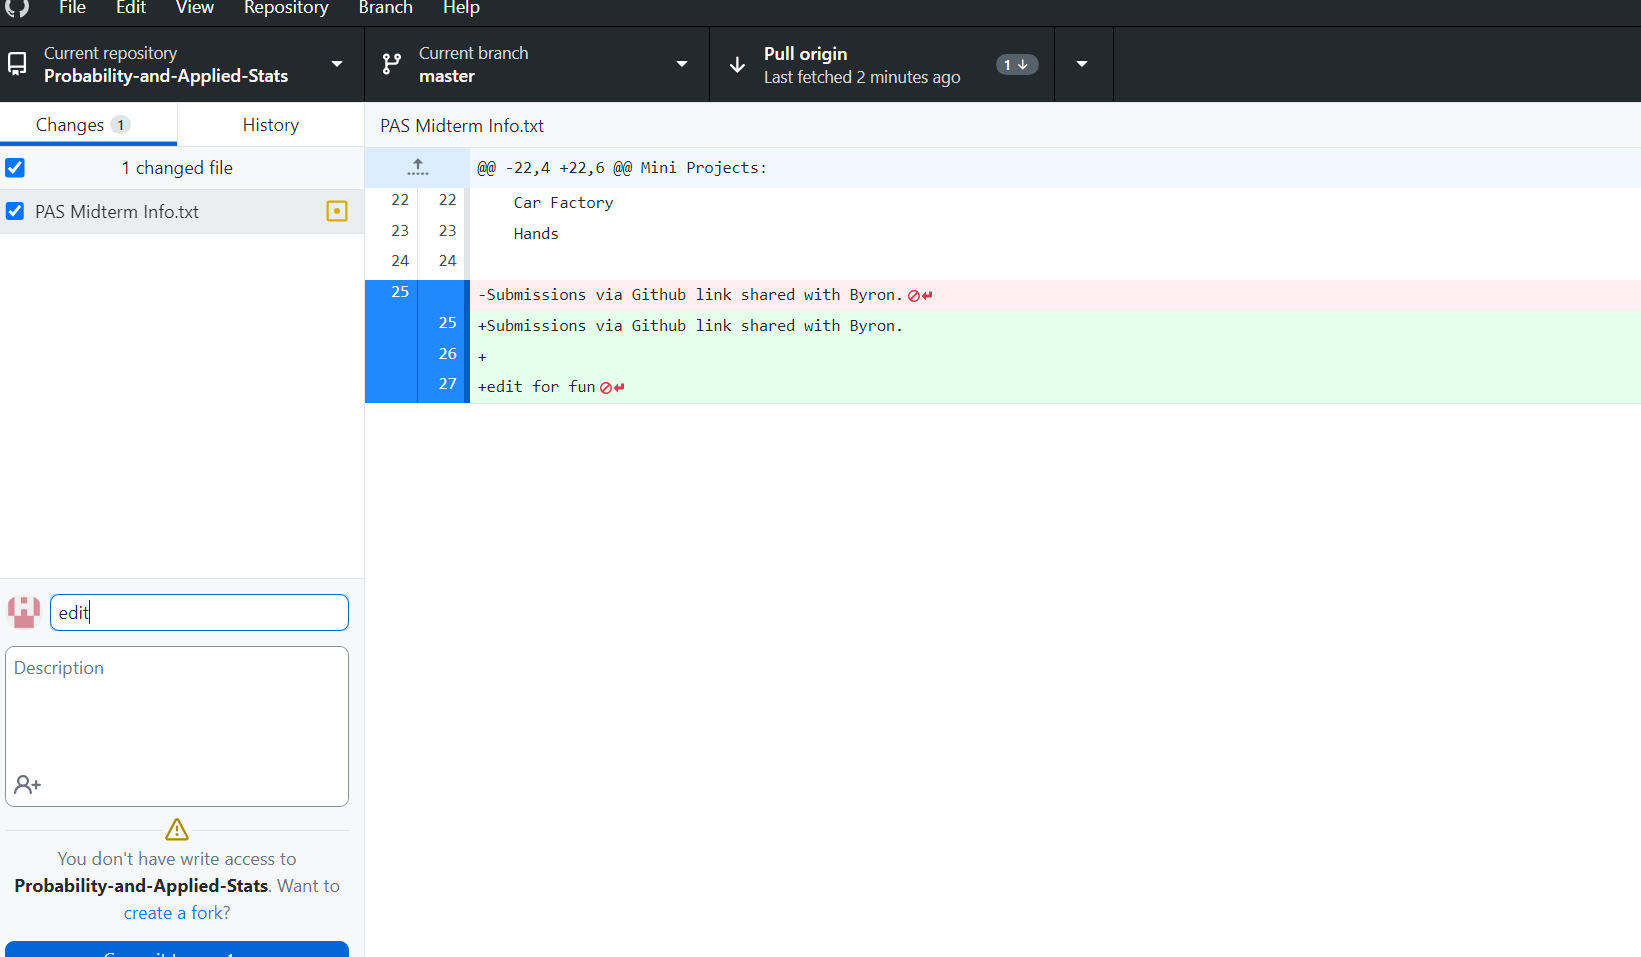 File Edit View Repository Branch Help
Current repository
Probability-and-Applied-Stats
Current branch
master
Pull origin
Last fetched 2 minutes ago
1
Changes 1
History
1 changed file
PAS Midterm Info.txt
PAS Midterm Info.txt
@@ -22,4 +22,6 @@ Mini Projects:
22 22 Car Factory
23 23 Hands
24 24
25 -Submissions via Github link shared with Byron.
25 +Submissions via Github link shared with Byron.
26 +
27 +edit for fun
edit
Description
You don't have write access to
Probability-and-Applied-Stats. Want to
create a fork?